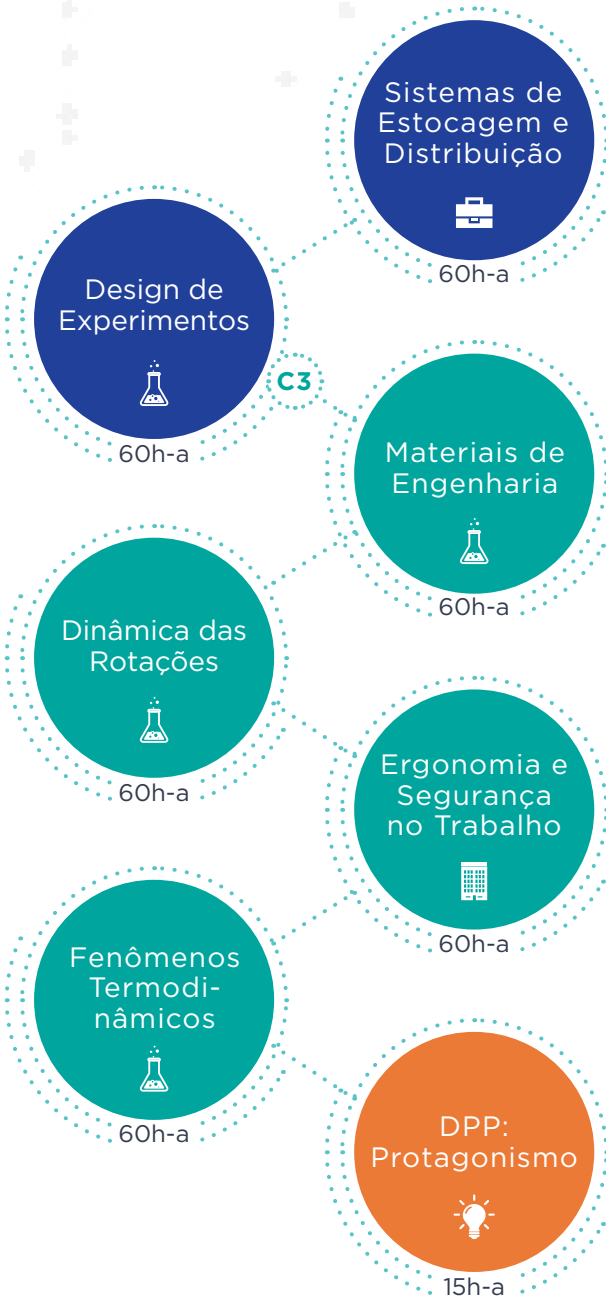 Sistemas de
Estocagem e
Distribuição
60h-a
Design de
Experimentos
60h-a
C3
Materiais de
Engenharia
60h-a
Dinâmica das
Rotações
60h-a
Ergonomia e
Segurança
no Trabalho
60h-a
Fenômenos
Termodi-
nâmicos
60h-a
DPP:
Protagonismo
15h-a